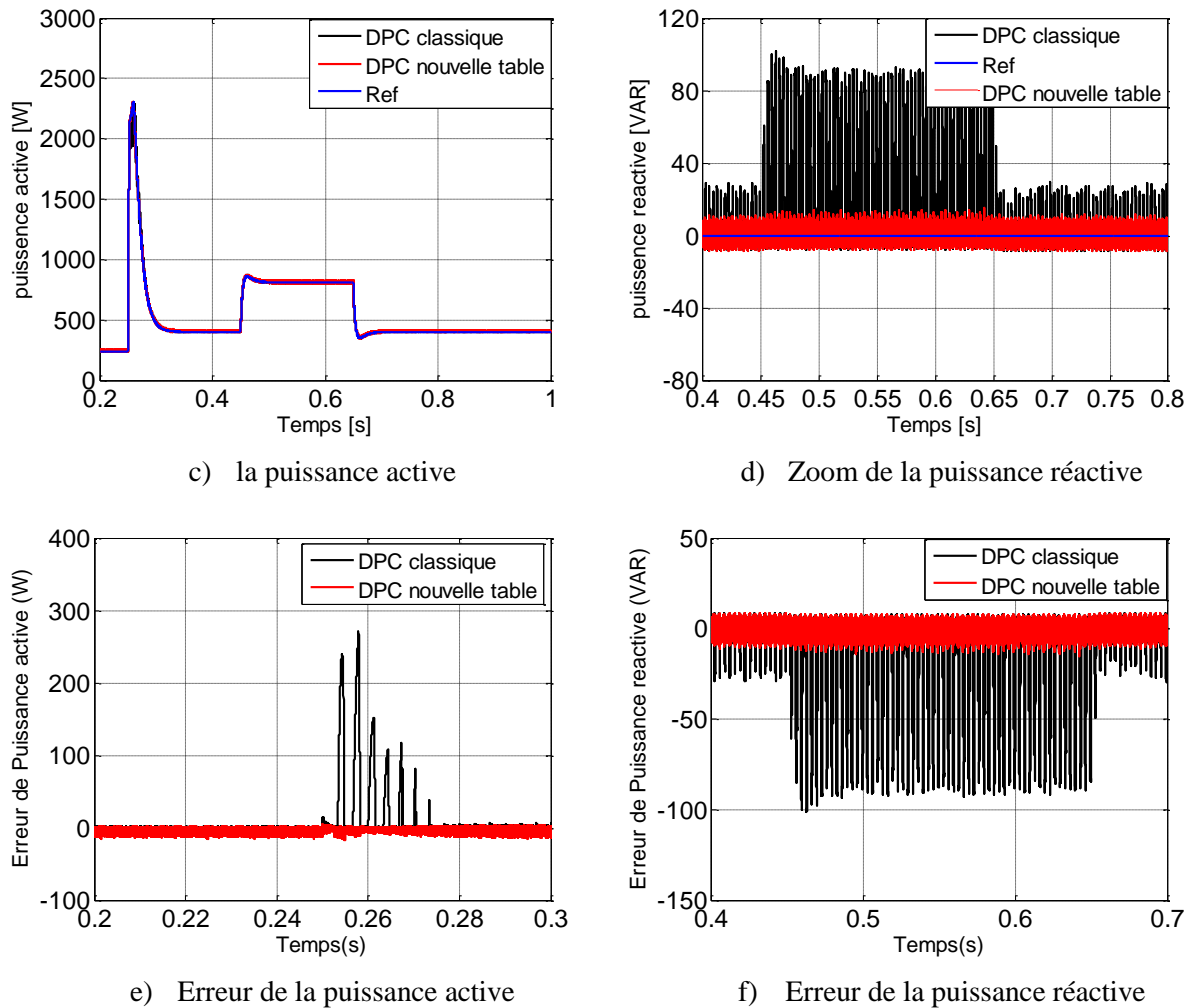 3000
2500
2000
1500
1000
500
0
puissence active [W]
DPC classique
DPC nouvelle table
Ref
0.2
0.4
0.6
0.8
1
Temps [s]
c) la puissance active
120
80
40
0
-40
-80
puissence reactive [VAR]
DPC classique
Ref
DPC nouvelle table
0.4 0.45 0.5 0.55 0.6 0.65 0.7 0.75 0.8
Temps [s]
d) Zoom de la puissance réactive
400
300
200
100
0
-100
Erreur de Puissance active (W)
DPC classique
DPC nouvelle table
0.2
0.22
0.24
0.26
0.28
0.3
Temps(s)
e) Erreur de la puissance active
50
0
-50
-100
-150
Erreur de Puissance reactive (VAR)
DPC classique
DPC nouvelle table
0.4
0.5
0.6
0.7
Temps(s)
f) Erreur de la puissance réactive